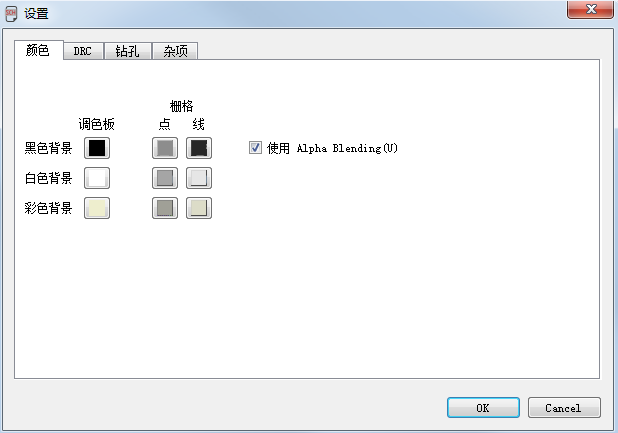 设置
颜色 DRC 钻孔 杂项
栅格
调色板 点 线
黑色背景 使用 Alpha Blending(U)
白色背景
彩色背景
OK Cancel